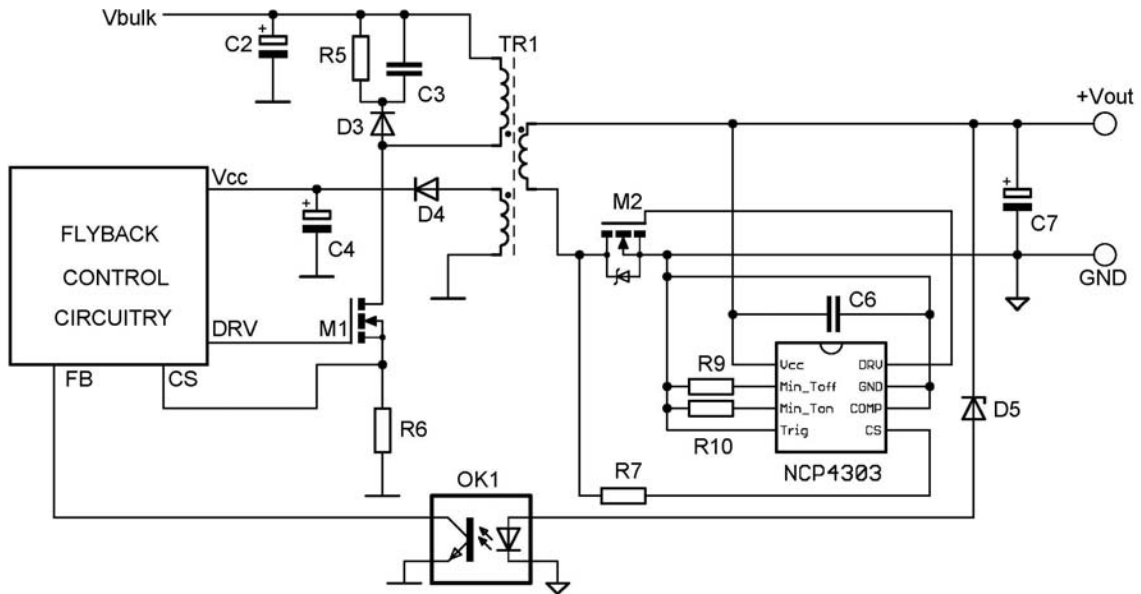 Vbulk
C2
R5
C3
TR1
D3
+Vout
Vcc
D4
M2
C4
C7
FLYBACK
CONTROL
CIRCUITRY
GND
C6
DRV
M1
FB
CS
R9
Vcc
DRV
Min_Toff
GND
Min_Ton
COMP
Trig
CS
D5
R6
R10
R7
NCP4303
OK1